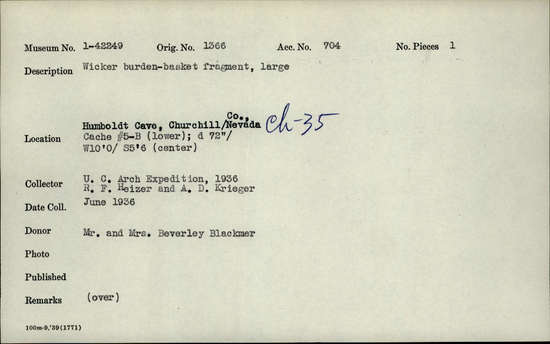 Museum No. 1-42249 Orig. No. 1366 Acc. No. 704 No. Pieces 1
Description Wicker burden-basket fragment, large
Co.,
Humboldt Cave, Churchill/Nevada Ch-35
Location Cache #5-B (lower); d 72"/
W10'0/ S5'6 (center)
Collector U. C. Arch Expedition, 1936
R. F. Heizer and A. D. Krieger
Date Coll. June 1936
Donor Mr. and Mrs. Beverley Blackmer
Photo
Published
Remarks (over)
100m-9,'39(1771)